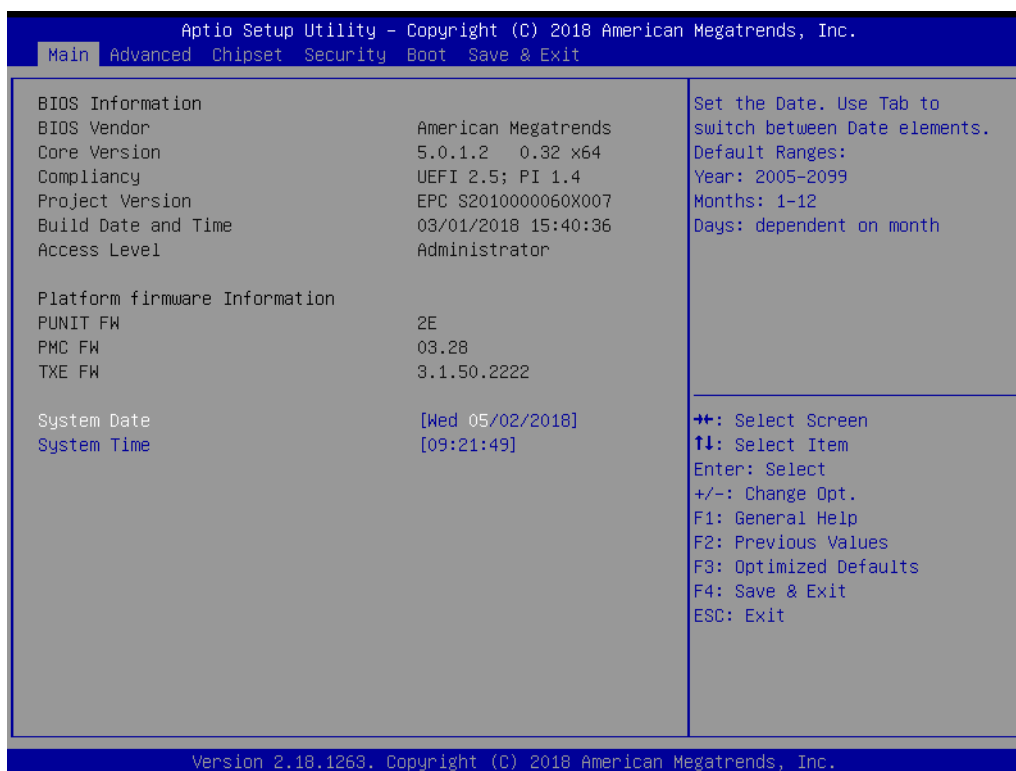 Aptio Setup Utility – Copyright (C) 2018 American Megatrends, Inc.
Main Advanced Chipset Security Boot Save & Exit
BIOS Information
BIOS Vendor American Megatrends
Core Version 5.0.1.2 0.32 x64
Compliancy UEFI 2.5; PI 1.4
Project Version EPC S2010000060X007
Build Date and Time 03/01/2018 15:40:36
Access Level Administrator
Platform firmware Information
PUNIT FW 2E
PMC FW 03.28
TXE FW 3.1.50.2222
System Date [Wed 05/02/2018]
System Time [09:21:49]
Set the Date. Use Tab to
switch between Date elements.
Default Ranges:
Year: 2005-2099
Months: 1-12
Days: dependent on month
→←: Select Screen
↑↓: Select Item
Enter: Select
+/-: Change Opt.
F1: General Help
F2: Previous Values
F3: Optimized Defaults
F4: Save & Exit
ESC: Exit
Version 2.18.1263. Copyright (C) 2018 American Megatrends, Inc.